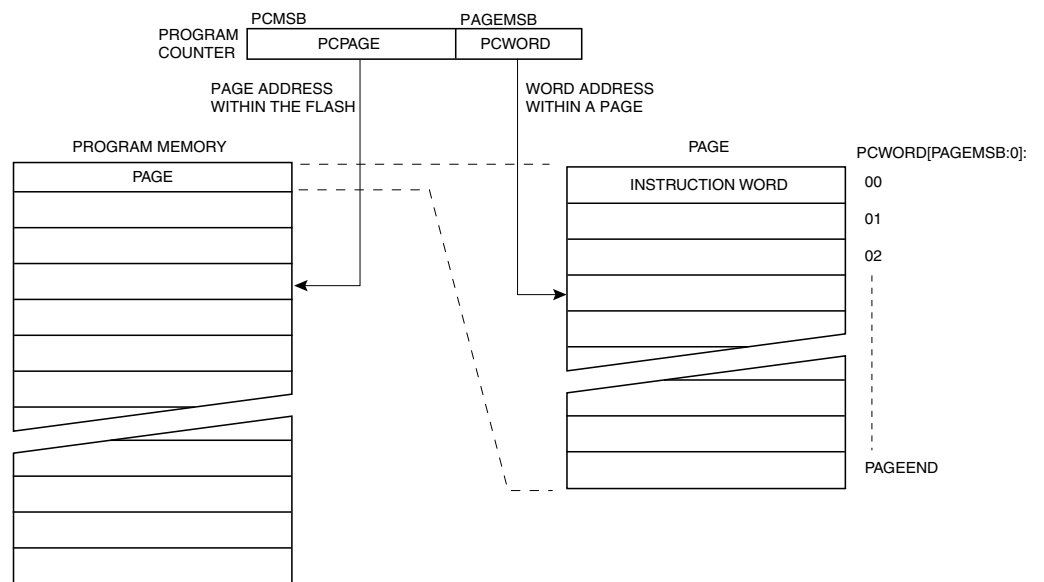 PCMSB
PAGEMSB
PROGRAM
COUNTER
PCPAGE
PCWORD
PAGE ADDRESS
WITHIN THE FLASH
WORD ADDRESS
WITHIN A PAGE
PROGRAM MEMORY
PAGE
PAGE
PCWORD[PAGEMSB:0]:
INSTRUCTION WORD
00
01
02
PAGEEND